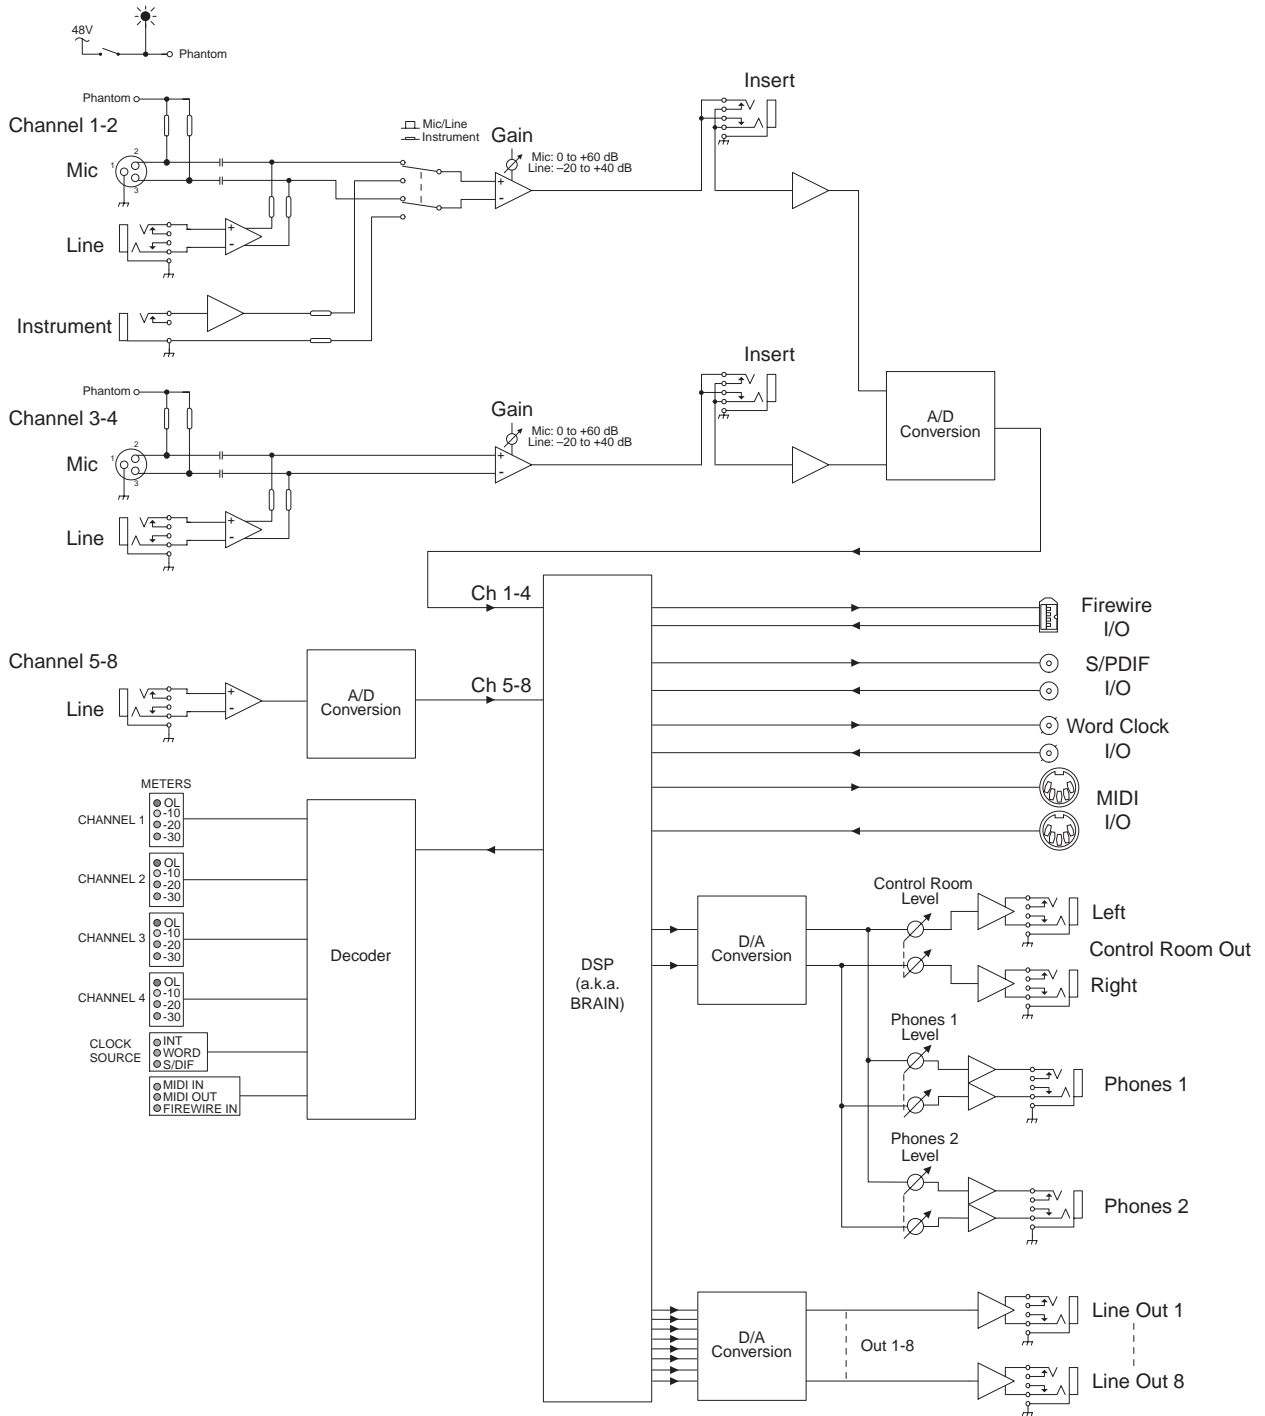 48V
Phantom
Insert
Phantom
Channel 1-2
Mic/Line
Instrument
Gain
Mic: 0 to +60 dB
Line: –20 to +40 dB
Mic
1
2
3
+
-
Line
+
-
Instrument
Insert
Phantom
Channel 3-4
Gain
Mic: 0 to +60 dB
Line: –20 to +40 dB
A/D
Conversion
Mic
1
2
3
+
-
Line
+
-
Ch 1-4
Firewire
I/O
Channel 5-8
S/PDIF
I/O
Line
+
-
A/D
Conversion
Ch 5-8
Word Clock
I/O
MIDI
I/O
METERS
CHANNEL 1
OL
-10
-20
-30
CHANNEL 2
OL
-10
-20
-30
CHANNEL 3
OL
-10
-20
-30
CHANNEL 4
OL
-10
-20
-30
CLOCK
SOURCE
INT
WORD
S/DIF
MIDI IN
MIDI OUT
FIREWIRE IN
Decoder
DSP
(a.k.a.
BRAIN)
D/A
Conversion
Control Room
Level
Left
Control Room Out
Right
Phones 1
Level
Phones 1
Phones 2
Level
Phones 2
D/A
Conversion
Out 1-8
Line Out 1
Line Out 8